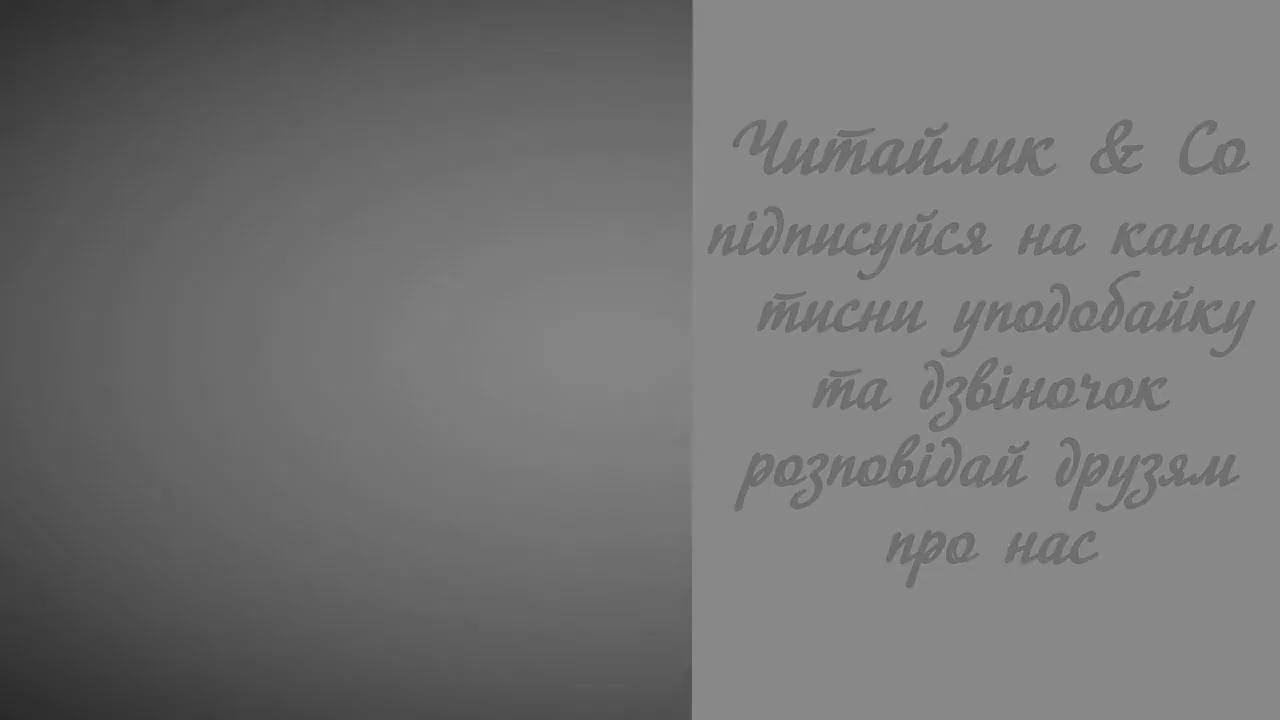 Читайлик & Co
підписуйся на канал
тисни уподобайку
та дзвіночок
розповідай друзям
про нас